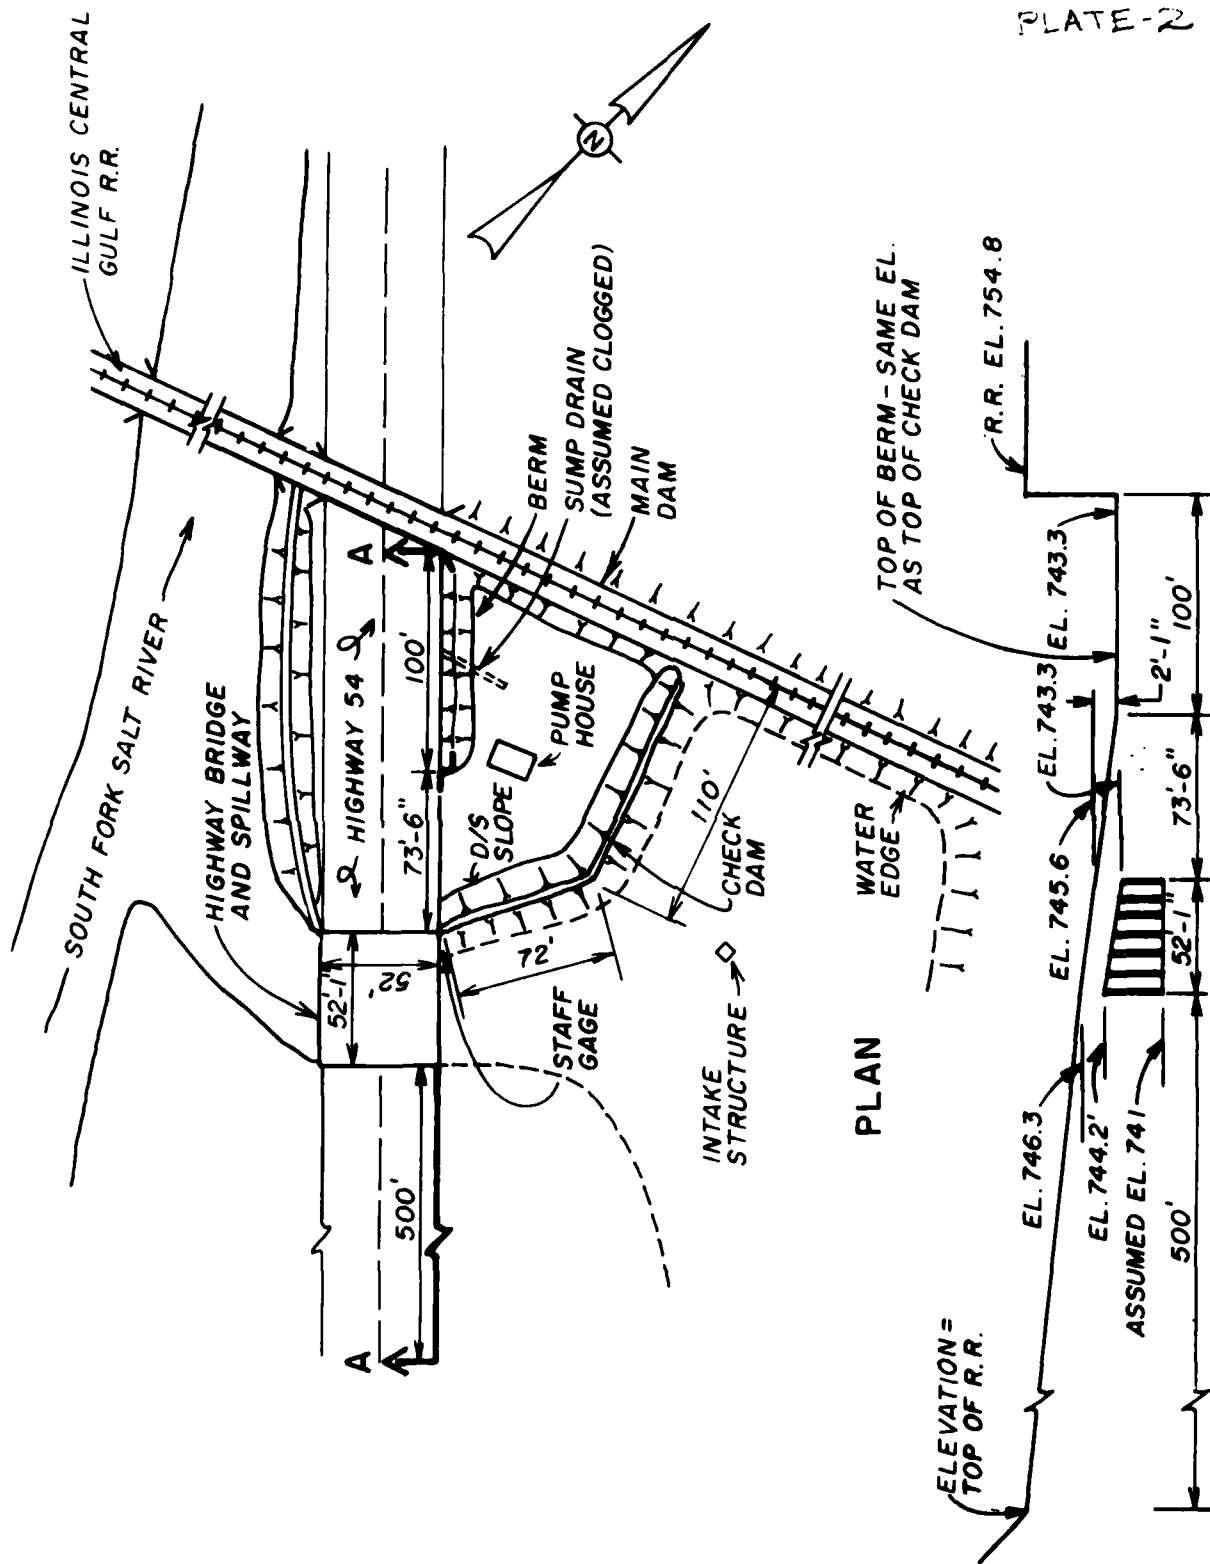 PLATE-2
ILLINOIS CENTRAL
GULF R.R.
SOUTH FORK SALT RIVER
HIGHWAY BRIDGE
AND SPILLWAY
N
A
HIGHWAY 54
BERM
SUMP DRAIN
(ASSUMED CLOGGED)
MAIN
DAM
100'
73'-6"
52'-1"
52'
500'
A
D/S
SLOPE
PUMP
HOUSE
110'
CHECK
DAM
WATER
EDGE
STAFF
GAGE
INTAKE
STRUCTURE
PLAN
TOP OF BERM - SAME EL.
AS TOP OF CHECK DAM
R.R. EL. 754.8
EL. 743.3
EL. 743.3
EL. 745.6
EL. 746.3
EL. 744.2'
ASSUMED EL. 741
ELEVATION =
TOP OF R.R.
2'-1"
100'
73'-6"
52'-1"
500'